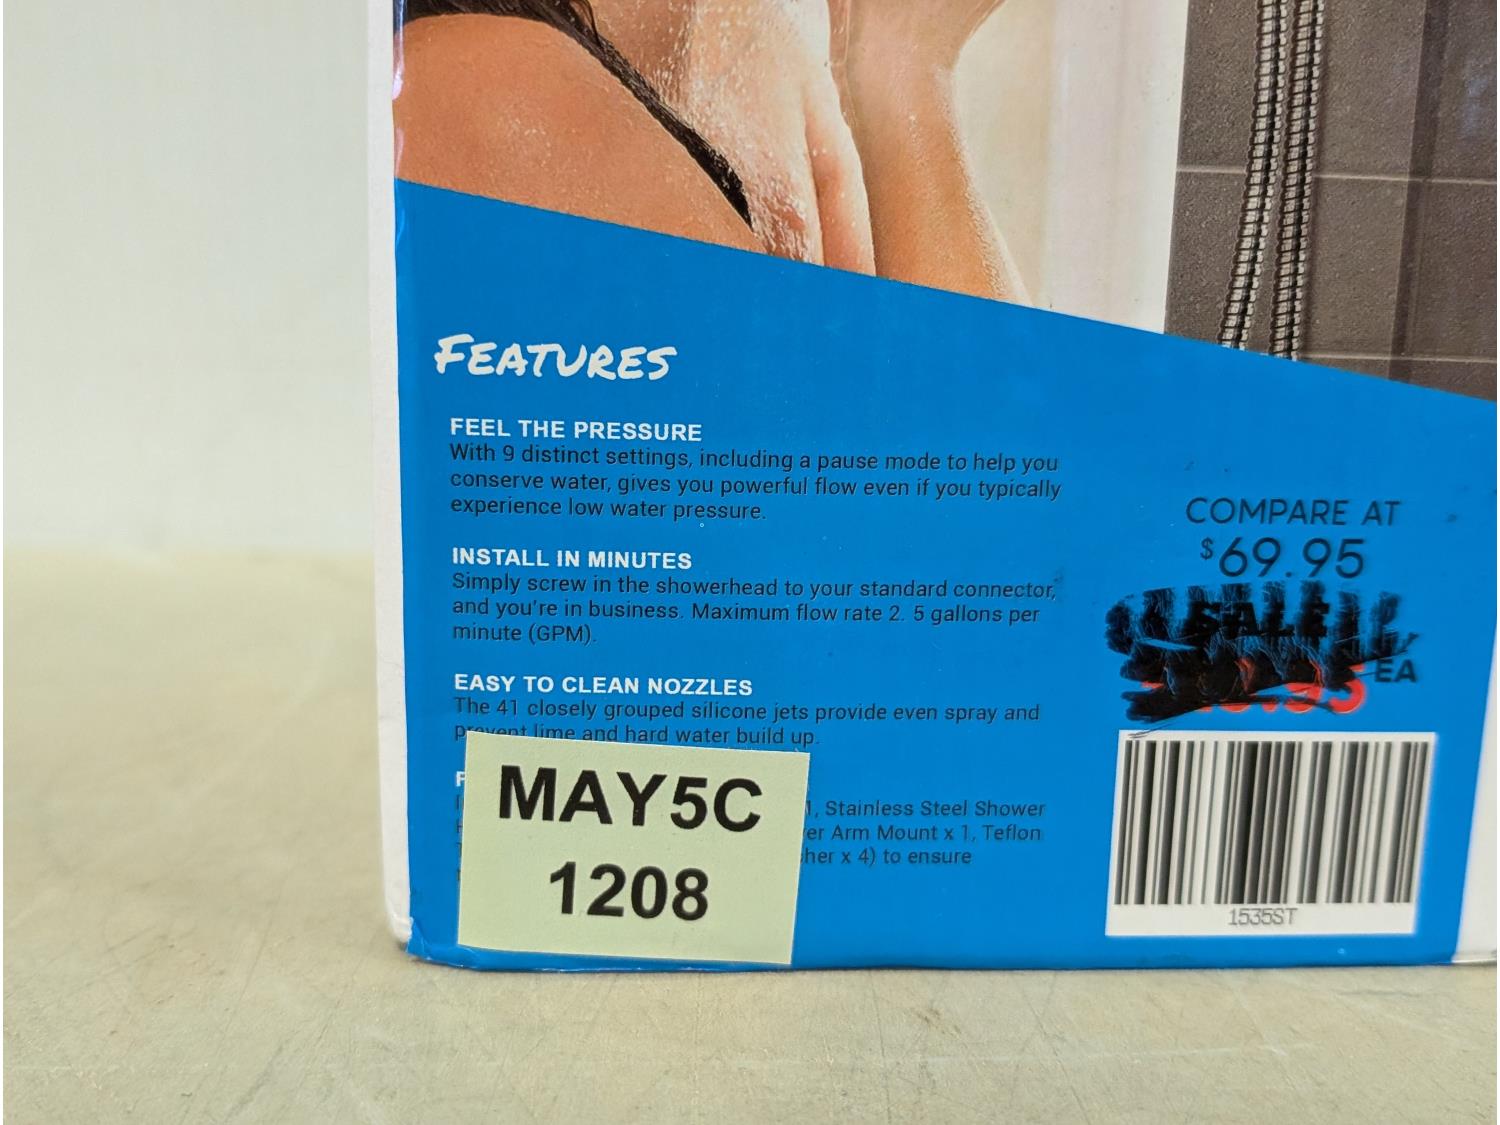 FEATURES
FEEL THE PRESSURE
With 9 distinct settings, including a pause mode to help you
conserve water, gives you powerful flow even if you typically
experience low water pressure.
INSTALL IN MINUTES
Simply screw in the showerhead to your standard connector,
and you're in business. Maximum flow rate 2. 5 gallons per
minute (GPM).
EASY TO CLEAN NOZZLES
The 41 closely grouped silicone jets provide even spray and
prevent lime and hard water build up.
1, Stainless Steel Shower
Arm Mount x 1, Teflon
x 4) to ensure
MAY5C
1208
COMPARE AT
$69.95
SALE
EA
1535ST